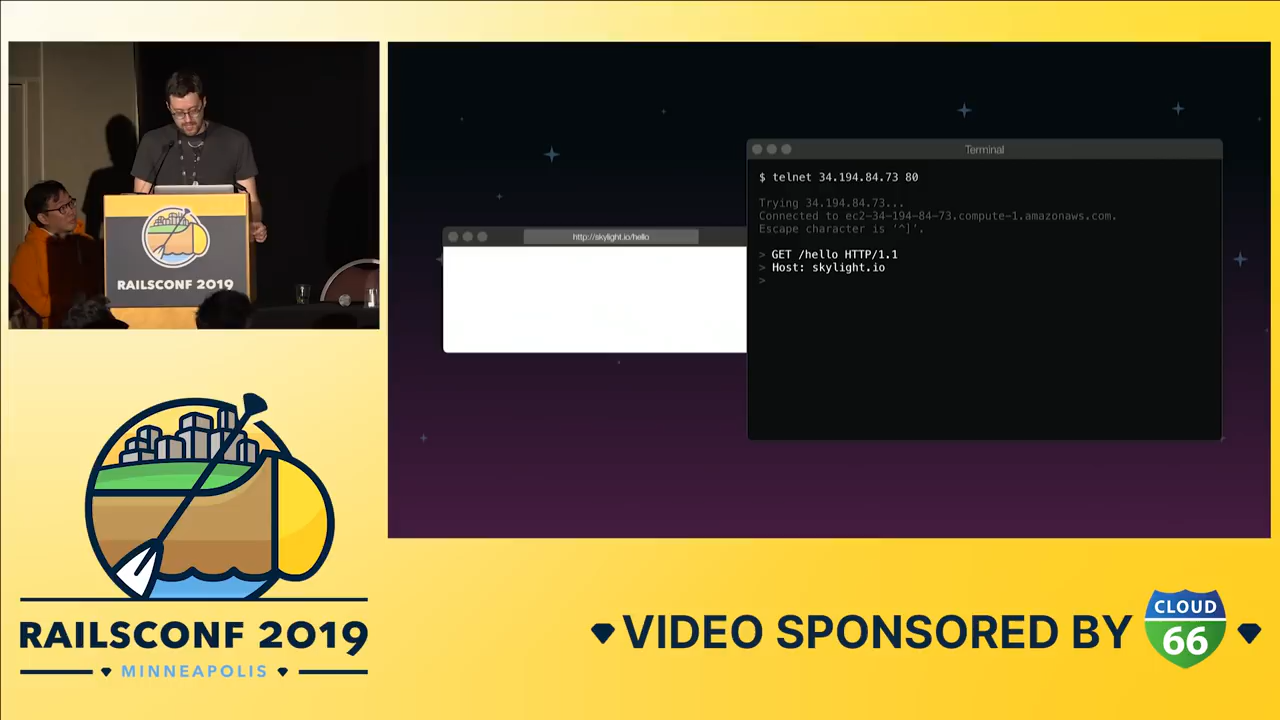 RAILSCONF 2019
http://skylight.io/hello
Terminal
$ telnet 34.194.84.73 80
Trying 34.194.84.73...
Connected to ec2-34-194-84-73.compute-1.amazonaws.com.
Escape character is '^]'.
> GET /hello HTTP/1.1
> Host: skylight.io
>
RAILSCONF 2019
MINNEAPOLIS
VIDEO SPONSORED BY
CLOUD
66